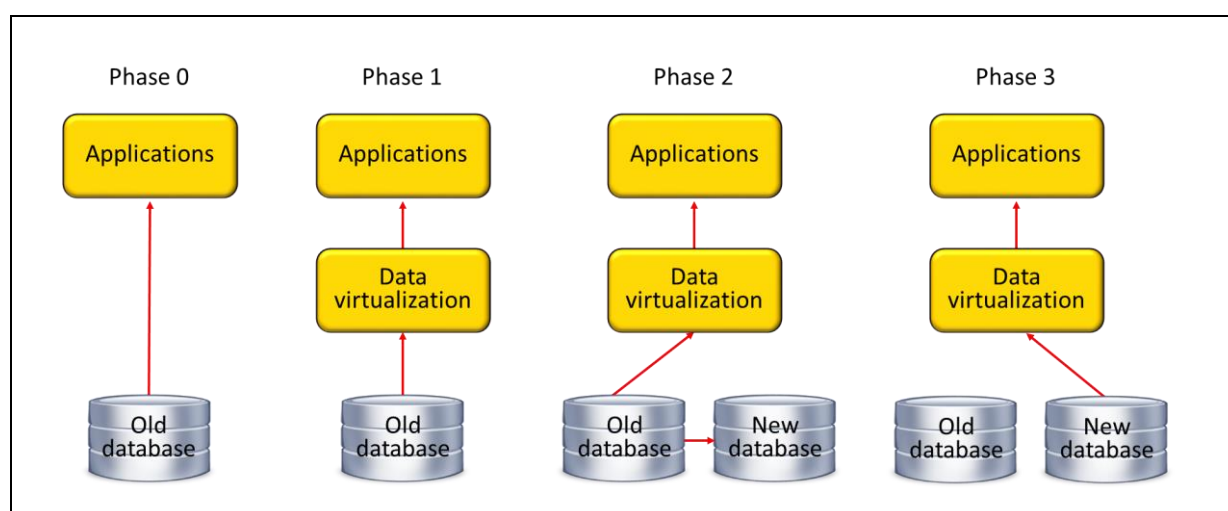 Phase 0
Phase 1
Phase 2
Phase 3
Applications
Applications
Applications
Applications
Data
virtualization
Data
virtualization
Data
virtualization
Old
database
Old
database
Old
database
New
database
Old
database
New
database